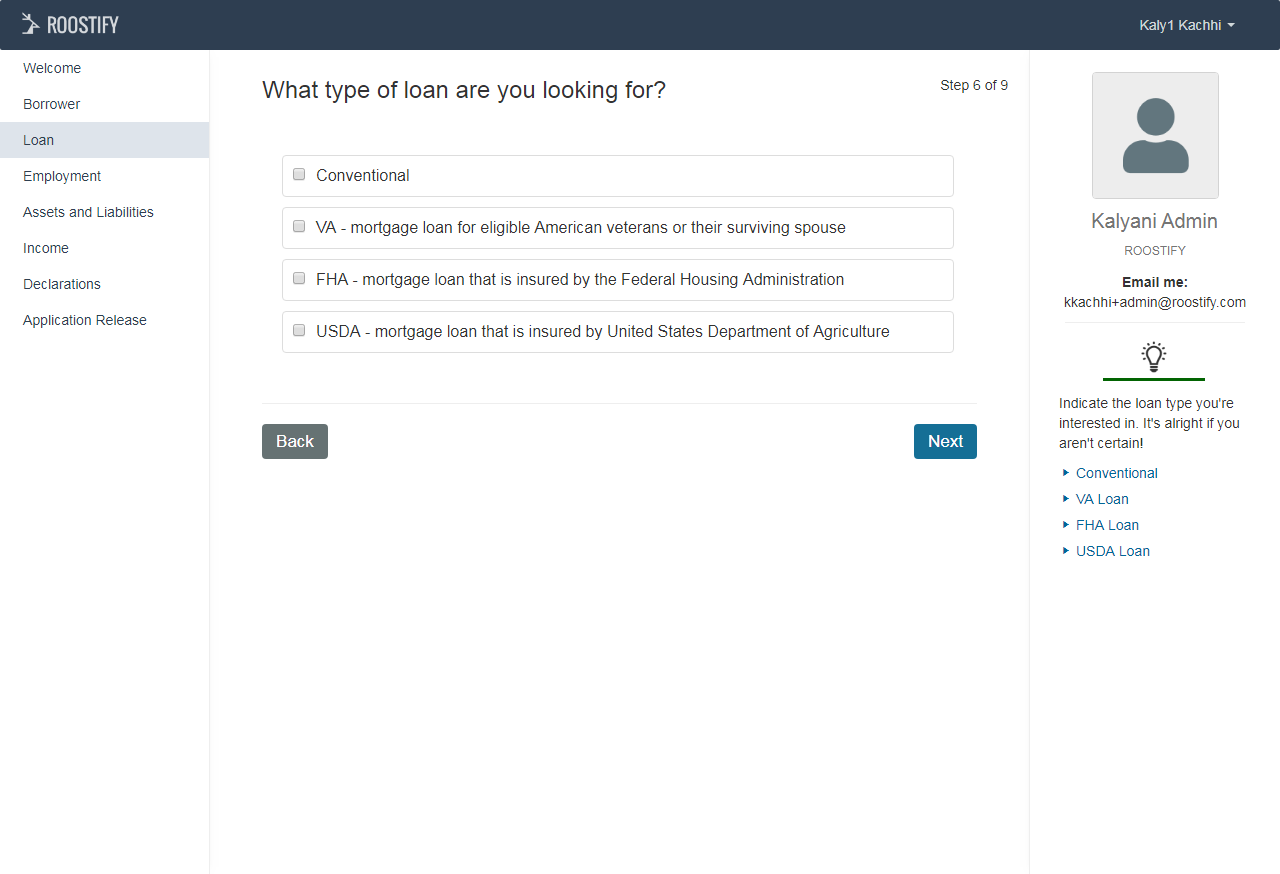 ROOSTIFY
Kaly1 Kachhi
Welcome
Borrower
Loan
Employment
Assets and Liabilities
Income
Declarations
Application Release
What type of loan are you looking for?
Step 6 of 9
Conventional
VA - mortgage loan for eligible American veterans or their surviving spouse
FHA - mortgage loan that is insured by the Federal Housing Administration
USDA - mortgage loan that is insured by United States Department of Agriculture
Back
Next
Kalyani Admin
ROOSTIFY
Email me:
kkachhi+admin@roostify.com
Indicate the loan type you're
interested in. It's alright if you
aren't certain!
Conventional
VA Loan
FHA Loan
USDA Loan